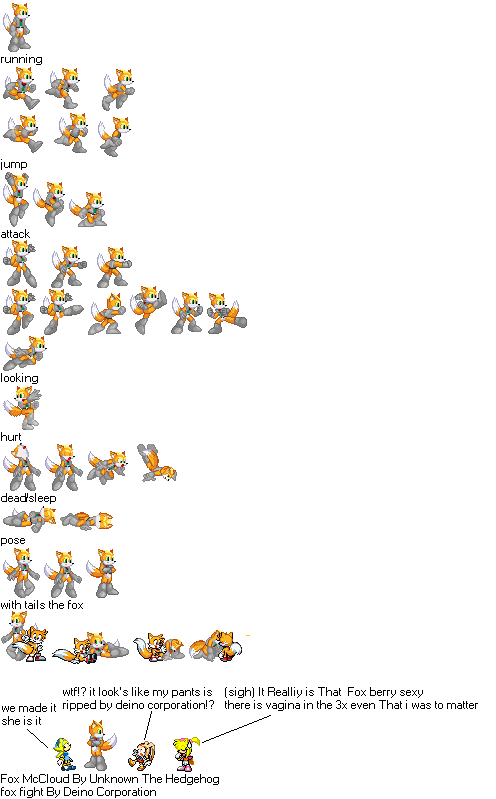 running
jump
attack
looking
hurt
dead/sleep
pose
with tails the fox
we made it
she is it
wtf!? it look's like my pants is
ripped by deino corporation!?
(sigh) It Realliy is That Fox berry sexy
there is vagina in the 3x even That i was to matter
Fox McCloud By Unknown The Hedgehog
fox fight By Deino Corporation